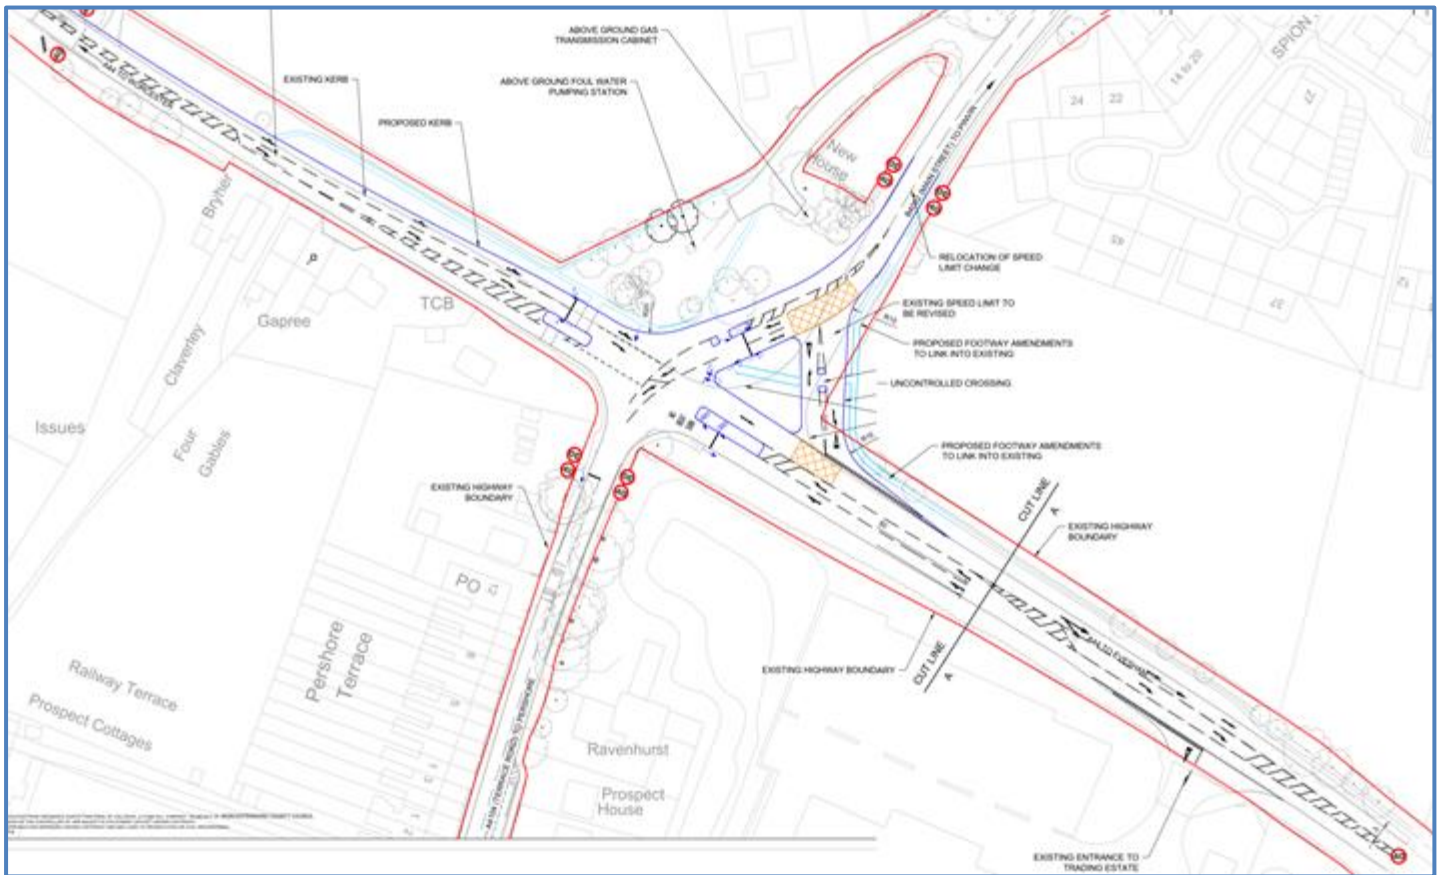 ABOVE GROUND GAS
TRANSMISSION CABINET
EXISTING KERB
ABOVE GROUND FOUL WATER
PUMPING STATION
PROPOSED KERB
SPION
14 to 20
24
22
27
New
House
Bryher
P
TCB
Gapree
Claverley
Issues
Four
Gables
RELOCATION OF SPEED
LIMIT CHANGE
EXISTING SPEED LIMIT TO
BE REVISED
PROPOSED FOOTWAY AMENDMENTS
TO LINK INTO EXISTING
UNCONTROLLED CROSSING
PROPOSED FOOTWAY AMENDMENTS
TO LINK INTO EXISTING
EXISTING HIGHWAY
BOUNDARY
CUT LINE
A
EXISTING HIGHWAY
BOUNDARY
PO
Pershore
Terrace
Railway Terrace
Prospect Cottages
EXISTING HIGHWAY BOUNDARY
CUT LINE
A
A44 TO EVESHAM
Ravenhurst
Prospect
House
EXISTING ENTRANCE TO
TRADING ESTATE